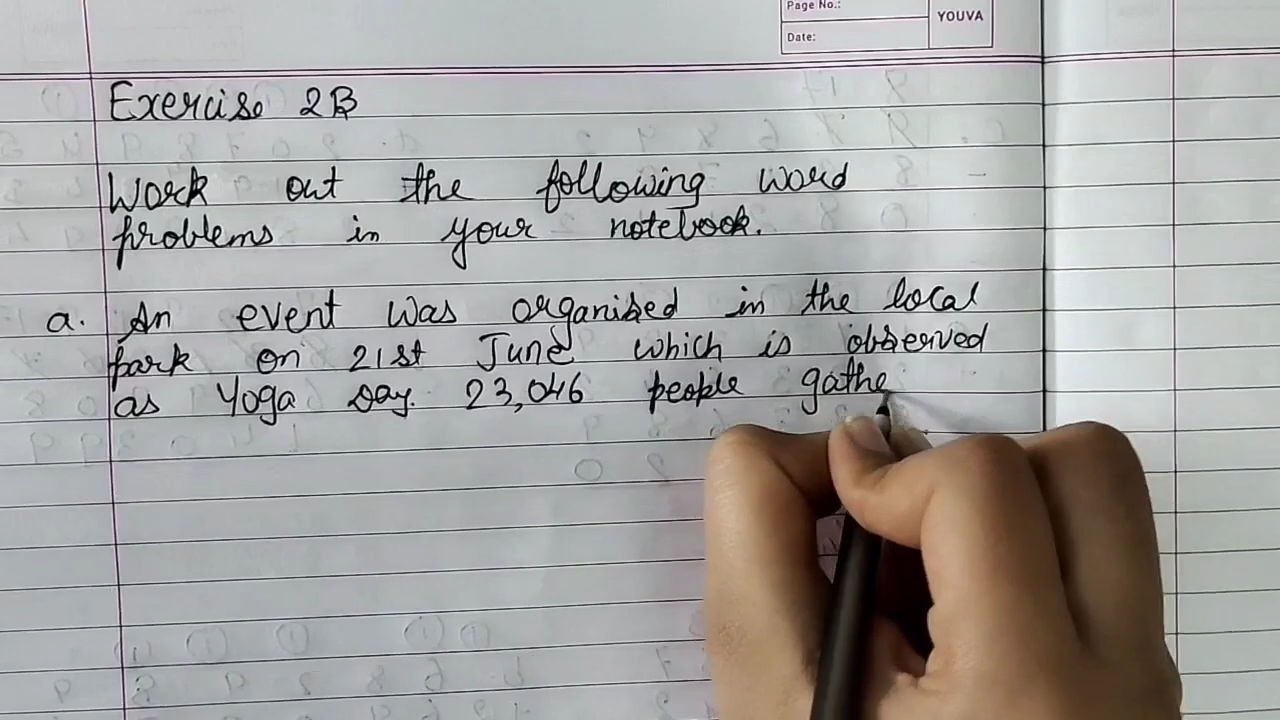 Page No.:
YOUVA
Date:
Exercise 2B
Work out the following word
problems in your notebook.
a. An event was organised in the local
park on 21st June which is observed
as Yoga Day. 23,046 people gathe